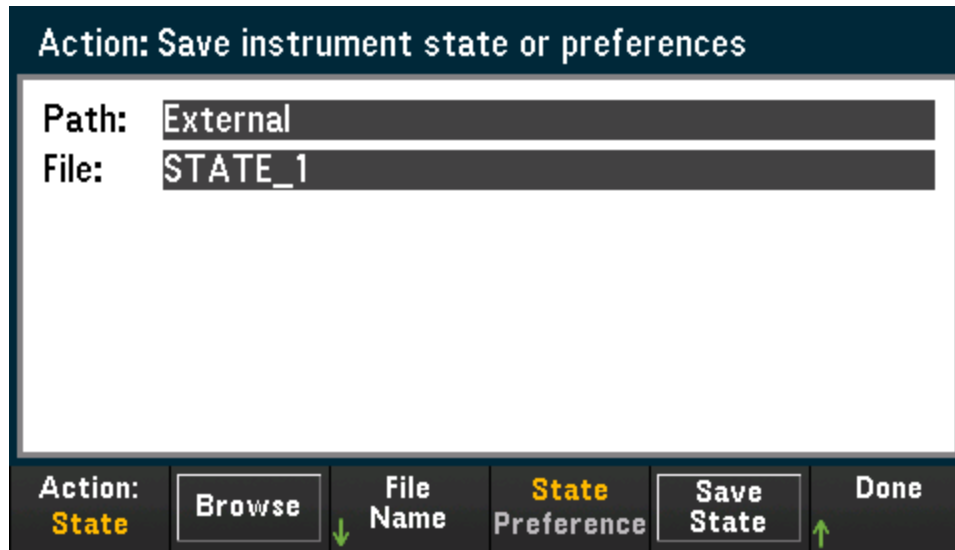 Action: Save instrument state or preferences
Path: External
File: STATE_1
Action:
State
Browse
File
Name
State
Preference
Save
State
Done